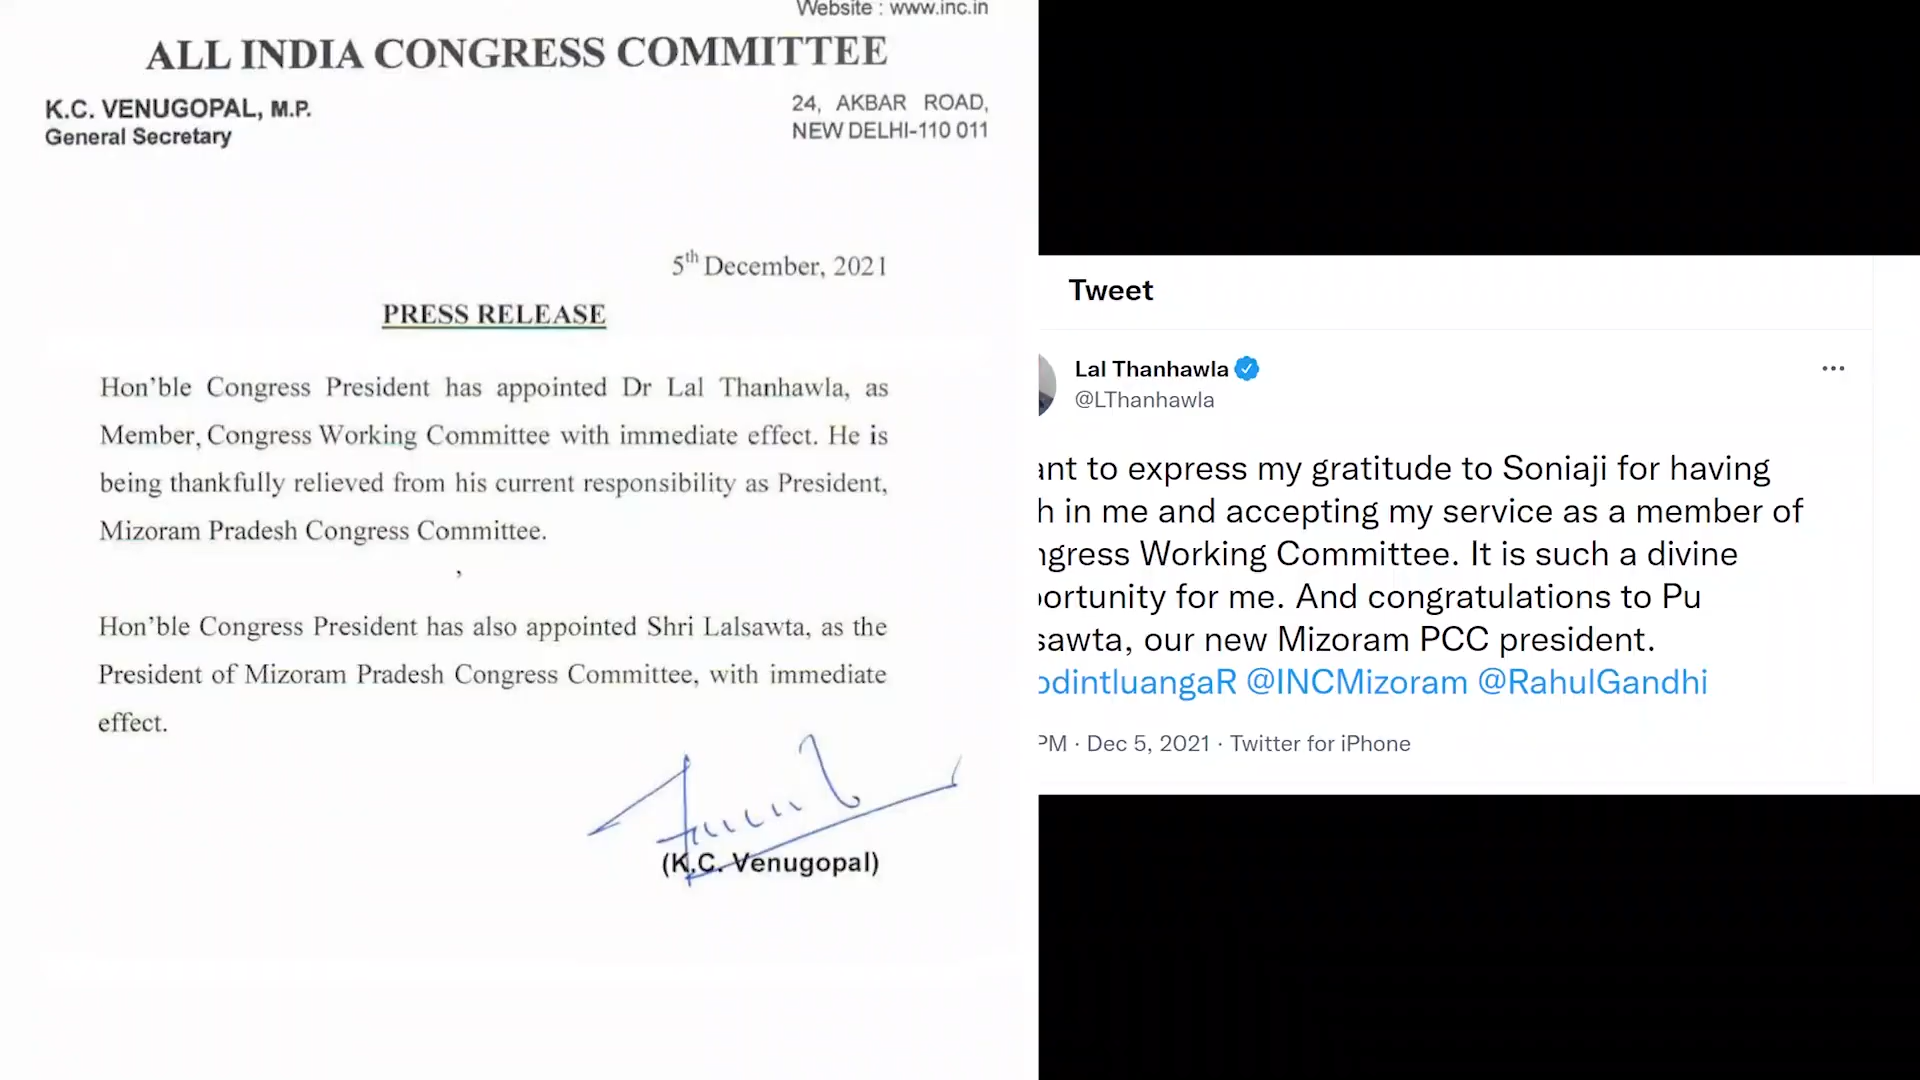 Website : www.inc.in
ALL INDIA CONGRESS COMMITTEE
K.C. VENUGOPAL, M.P.
General Secretary
24, AKBAR ROAD,
NEW DELHI-110 011
5th December, 2021
PRESS RELEASE
Hon'ble Congress President has appointed Dr Lal Thanhawla, as
Member, Congress Working Committee with immediate effect. He is
being thankfully relieved from his current responsibility as President,
Mizoram Pradesh Congress Committee.
Hon'ble Congress President has also appointed Shri Lalsawta, as the
President of Mizoram Pradesh Congress Committee, with immediate
effect.
(K.C. Venugopal)
Tweet
Lal Thanhawla
@LThanhawla
to express my gratitude to Soniaji for having
in me and accepting my service as a member of
Working Committee. It is such a divine
for me. And congratulations to Pu
our new Mizoram PCC president.
@INCMizoram @RahulGandhi
PM · Dec 5, 2021 · Twitter for iPhone